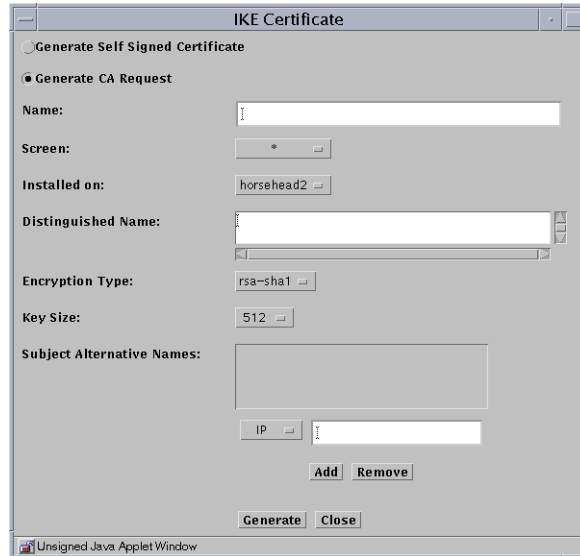 IKE Certificate
Generate Self Signed Certificate
Generate CA Request
Name:
Screen: *
Installed on: horsehead2
Distinguished Name:
Encryption Type: rsa-sha1
Key Size: 512
Subject Alternative Names:
IP
Add Remove
Generate Close
Unsigned Java Applet Window